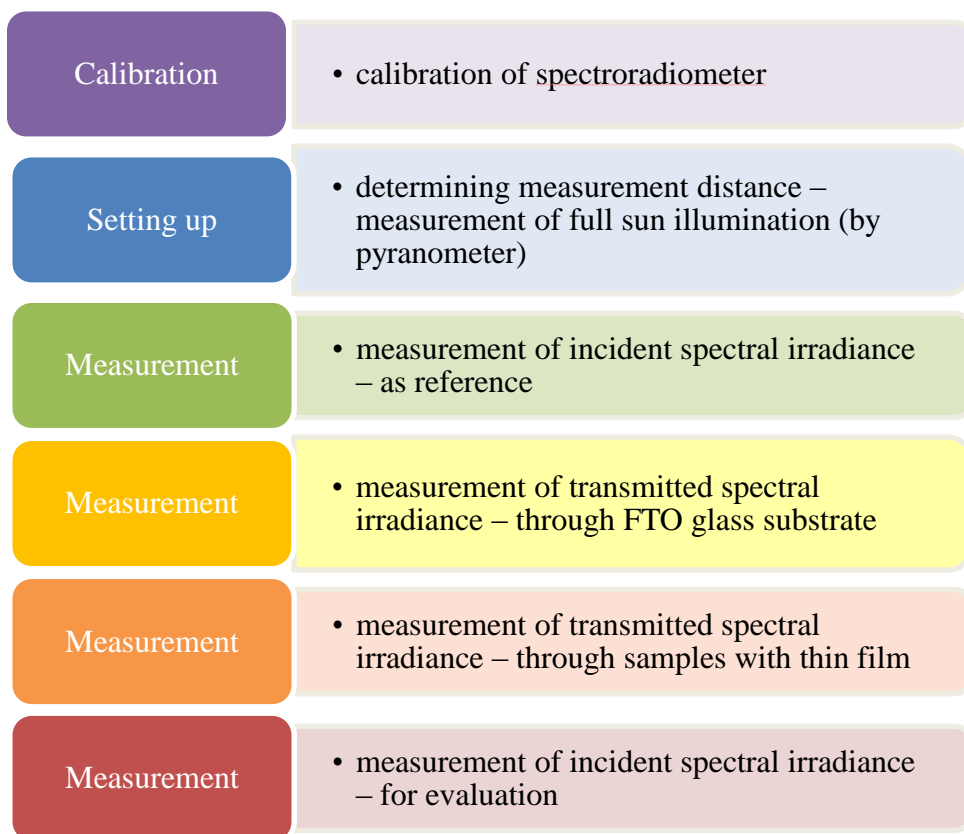 Calibration
• calibration of spectroradiometer
Setting up
• determining measurement distance –
measurement of full sun illumination (by
pyranometer)
Measurement
• measurement of incident spectral irradiance
– as reference
Measurement
• measurement of transmitted spectral
irradiance – through FTO glass substrate
Measurement
• measurement of transmitted spectral
irradiance – through samples with thin film
Measurement
• measurement of incident spectral irradiance
– for evaluation